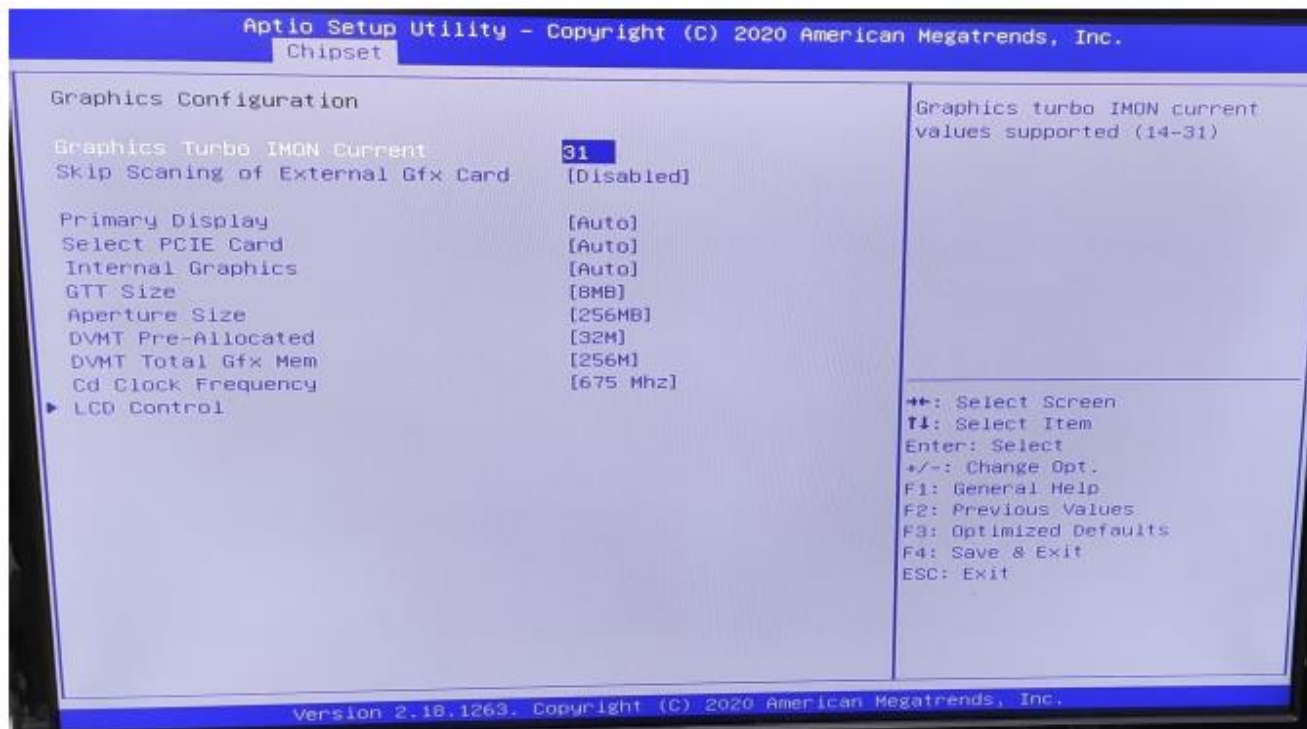 Aptio Setup Utility – Copyright (C) 2020 American Megatrends, Inc.
Chipset
Graphics Configuration
Graphics Turbo IMON Current 31
Skip Scaning of External Gfx Card [Disabled]
Primary Display [Auto]
Select PCIE Card [Auto]
Internal Graphics [Auto]
GTT Size [8MB]
Aperture Size [256MB]
DVMT Pre-Allocated [32M]
DVMT Total Gfx Mem [256M]
Cd Clock Frequency [675 Mhz]
► LCD Control
Graphics turbo IMON current
values supported (14-31)
→←: Select Screen
↑↓: Select Item
Enter: Select
+/-: Change Opt.
F1: General Help
F2: Previous Values
F3: Optimized Defaults
F4: Save & Exit
ESC: Exit
Version 2.18.1263. Copyright (C) 2020 American Megatrends, Inc.